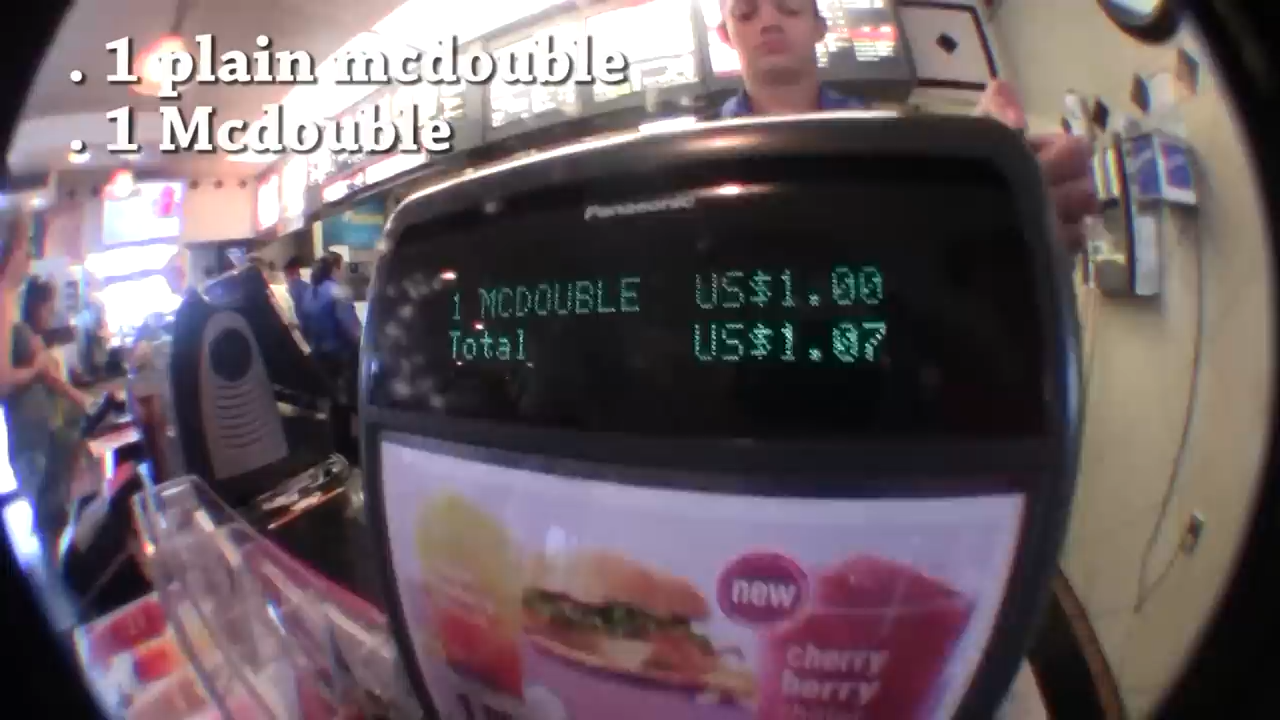 . 1 plain mcdouble
. 1 Mcdouble
Panasonic
1 MCDOUBLE US$1.00
Total US$1.07
new
cherry
berry